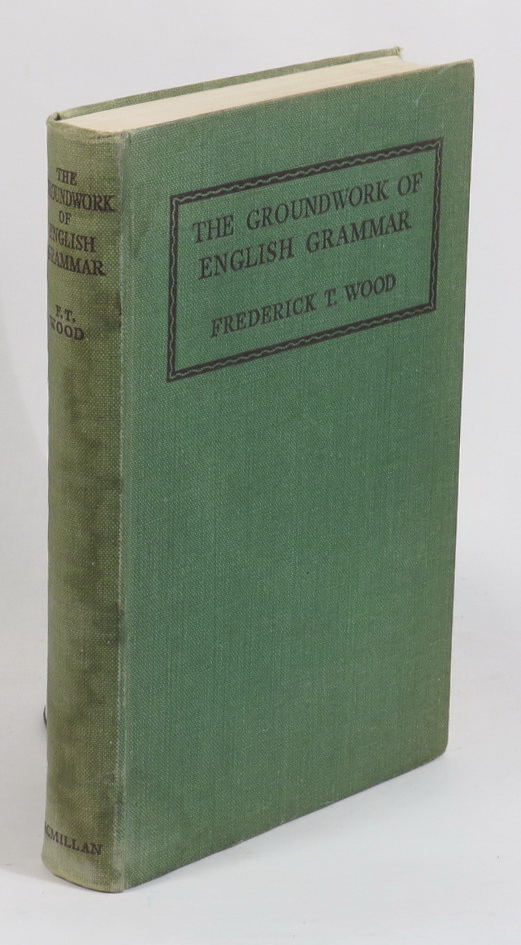 THE GROUNDWORK OF
ENGLISH GRAMMAR
FREDERICK T. WOOD
THE
GROUNDWORK
OF
ENGLISH
GRAMMAR
F.T.
WOOD
MACMILLAN